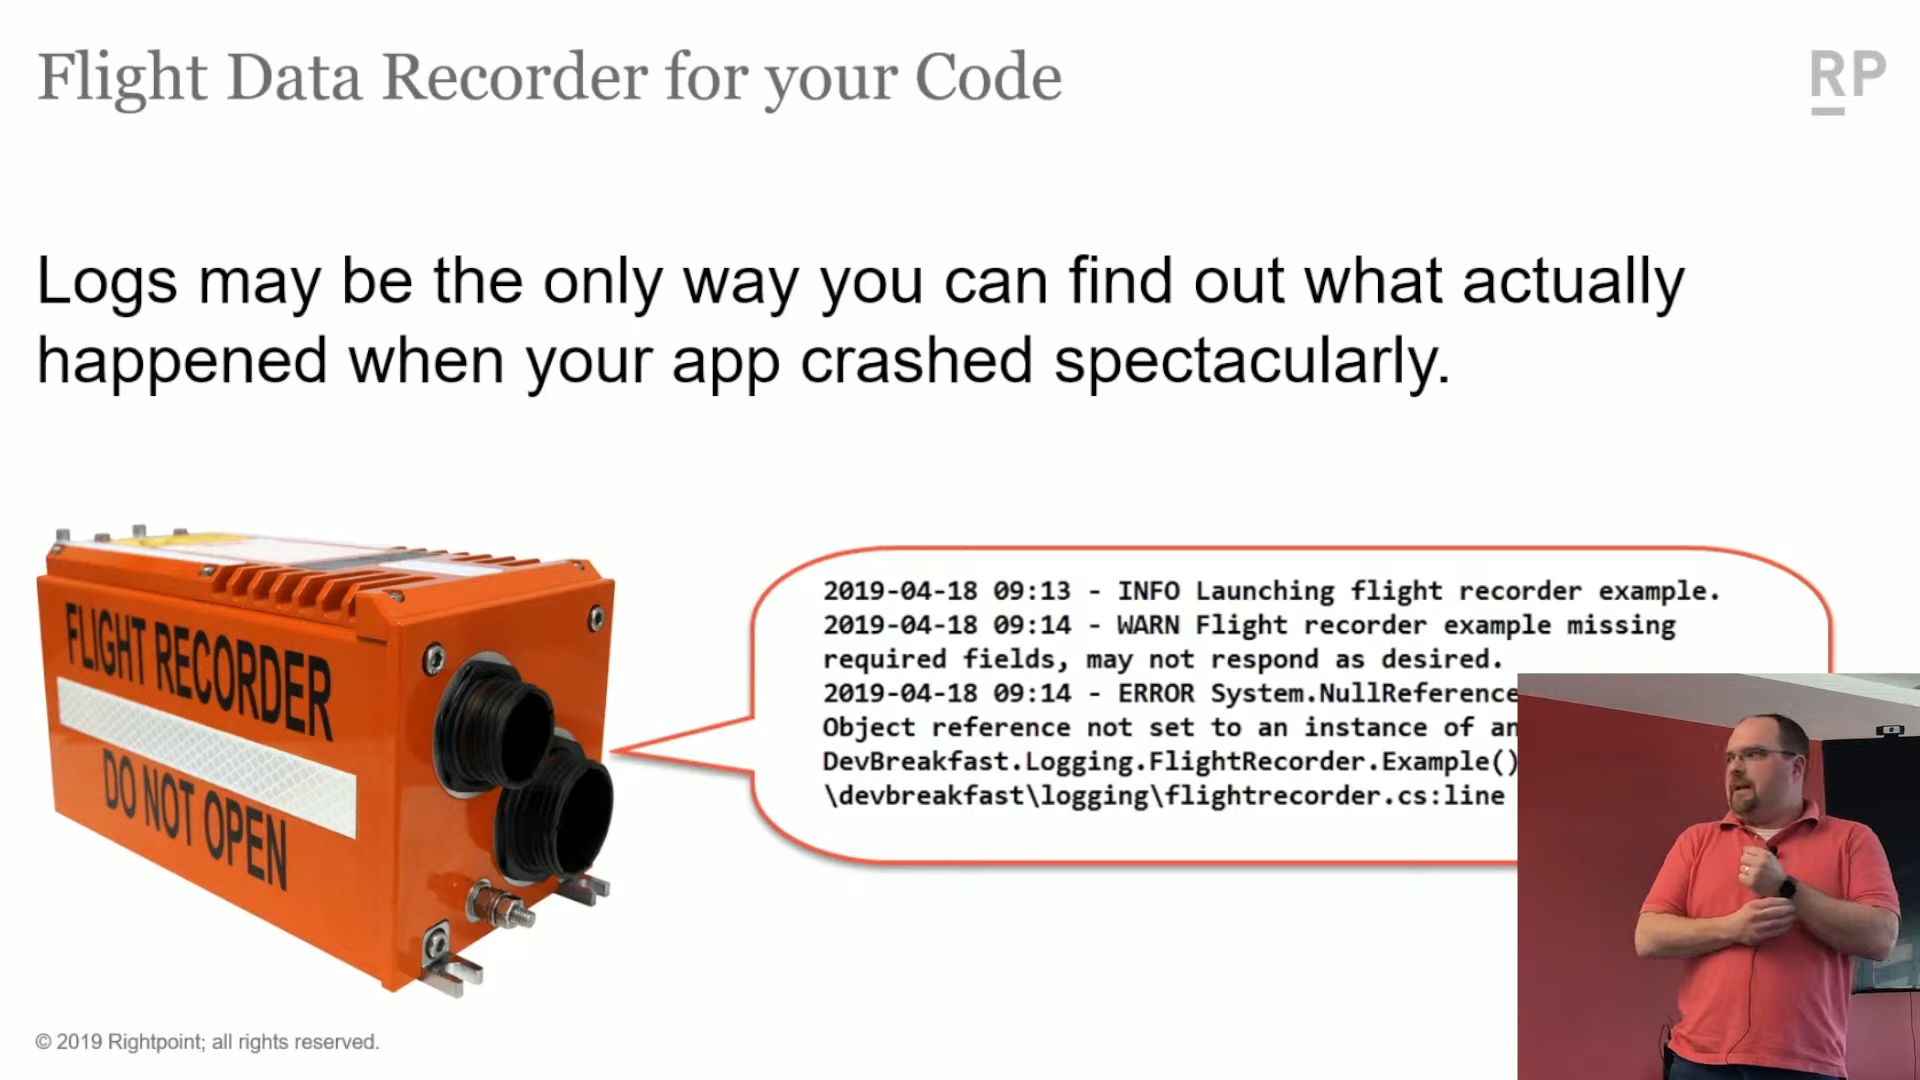 Flight Data Recorder for your Code
RP
Logs may be the only way you can find out what actually
happened when your app crashed spectacularly.
FLIGHT RECORDER
DO NOT OPEN
2019-04-18 09:13 - INFO Launching flight recorder example.
2019-04-18 09:14 - WARN Flight recorder example missing
required fields, may not respond as desired.
2019-04-18 09:14 - ERROR System.NullReference
Object reference not set to an instance of an
DevBreakfast.Logging.FlightRecorder.Example()
\devbreakfast\logging\flightrecorder.cs:line
© 2019 Rightpoint; all rights reserved.